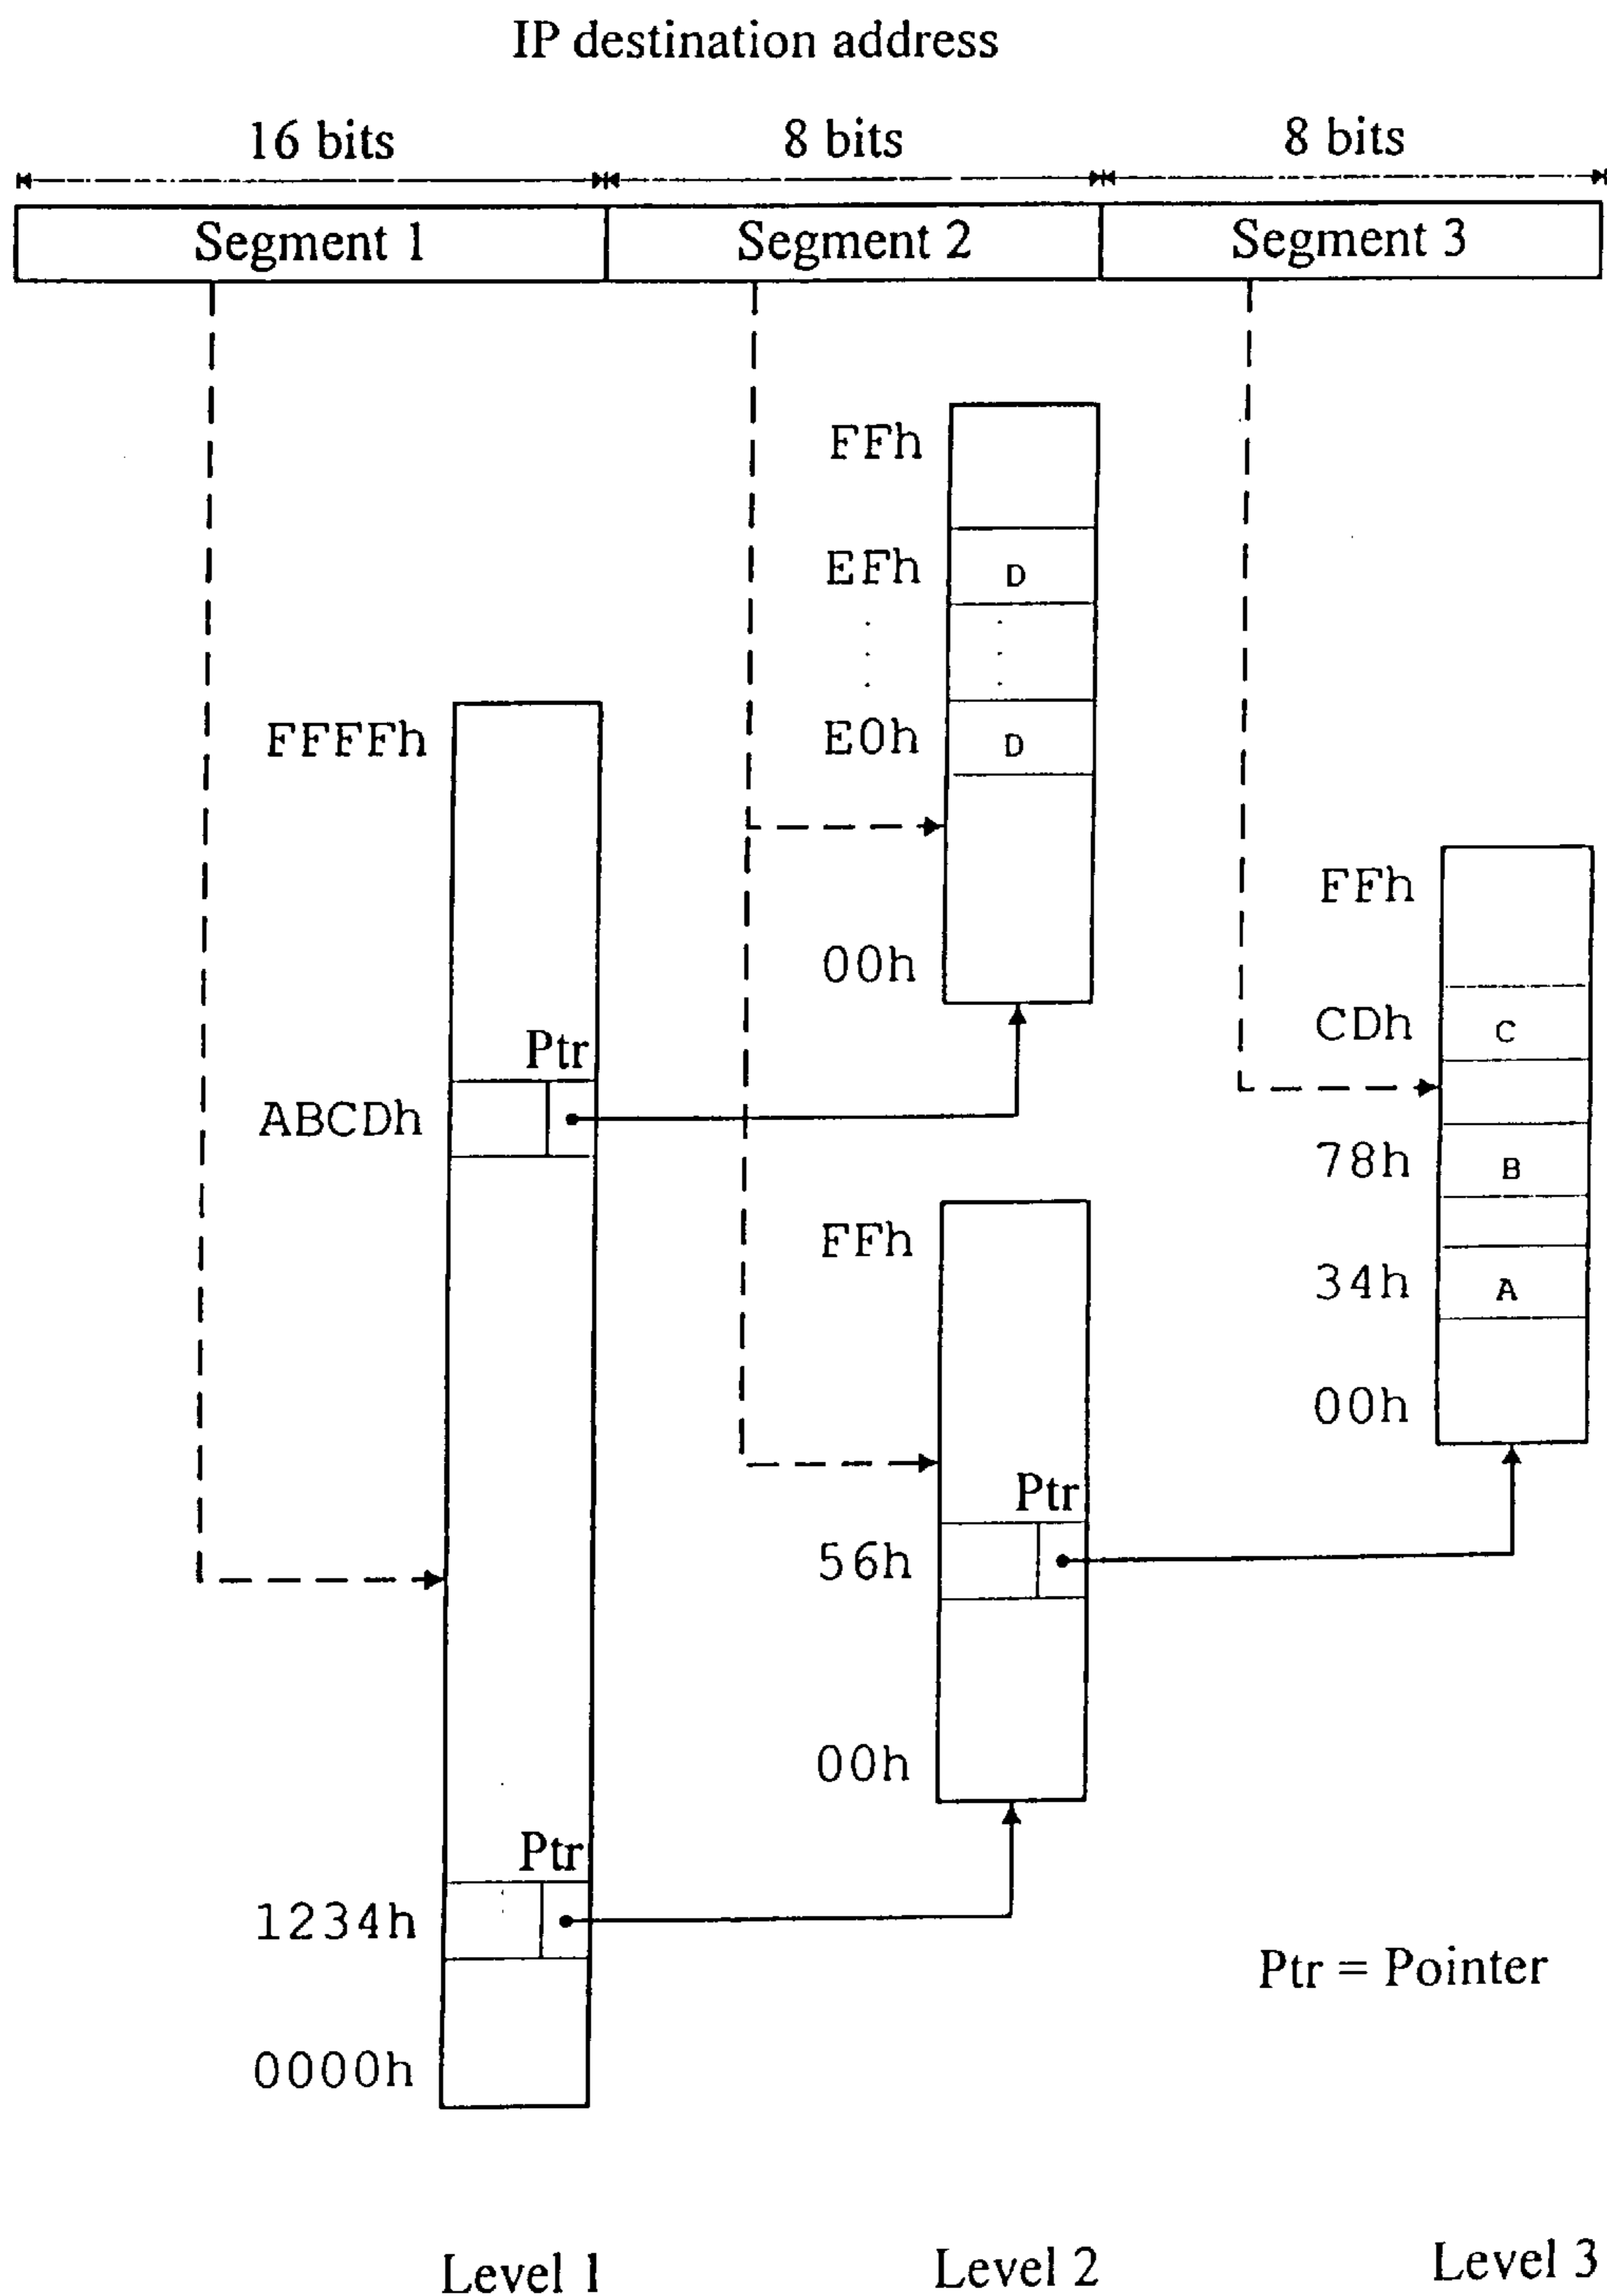 IP destination address
16 bits 8 bits 8 bits
Segment 1 Segment 2 Segment 3
FFh
EFh D
E0h D
FFFFh
FFh
00h
CDh C
Ptr
ABCDh
78h B
FFh
34h A
00h
Ptr
56h
00h
Ptr
1234h
Ptr = Pointer
0000h
Level 1 Level 2 Level 3